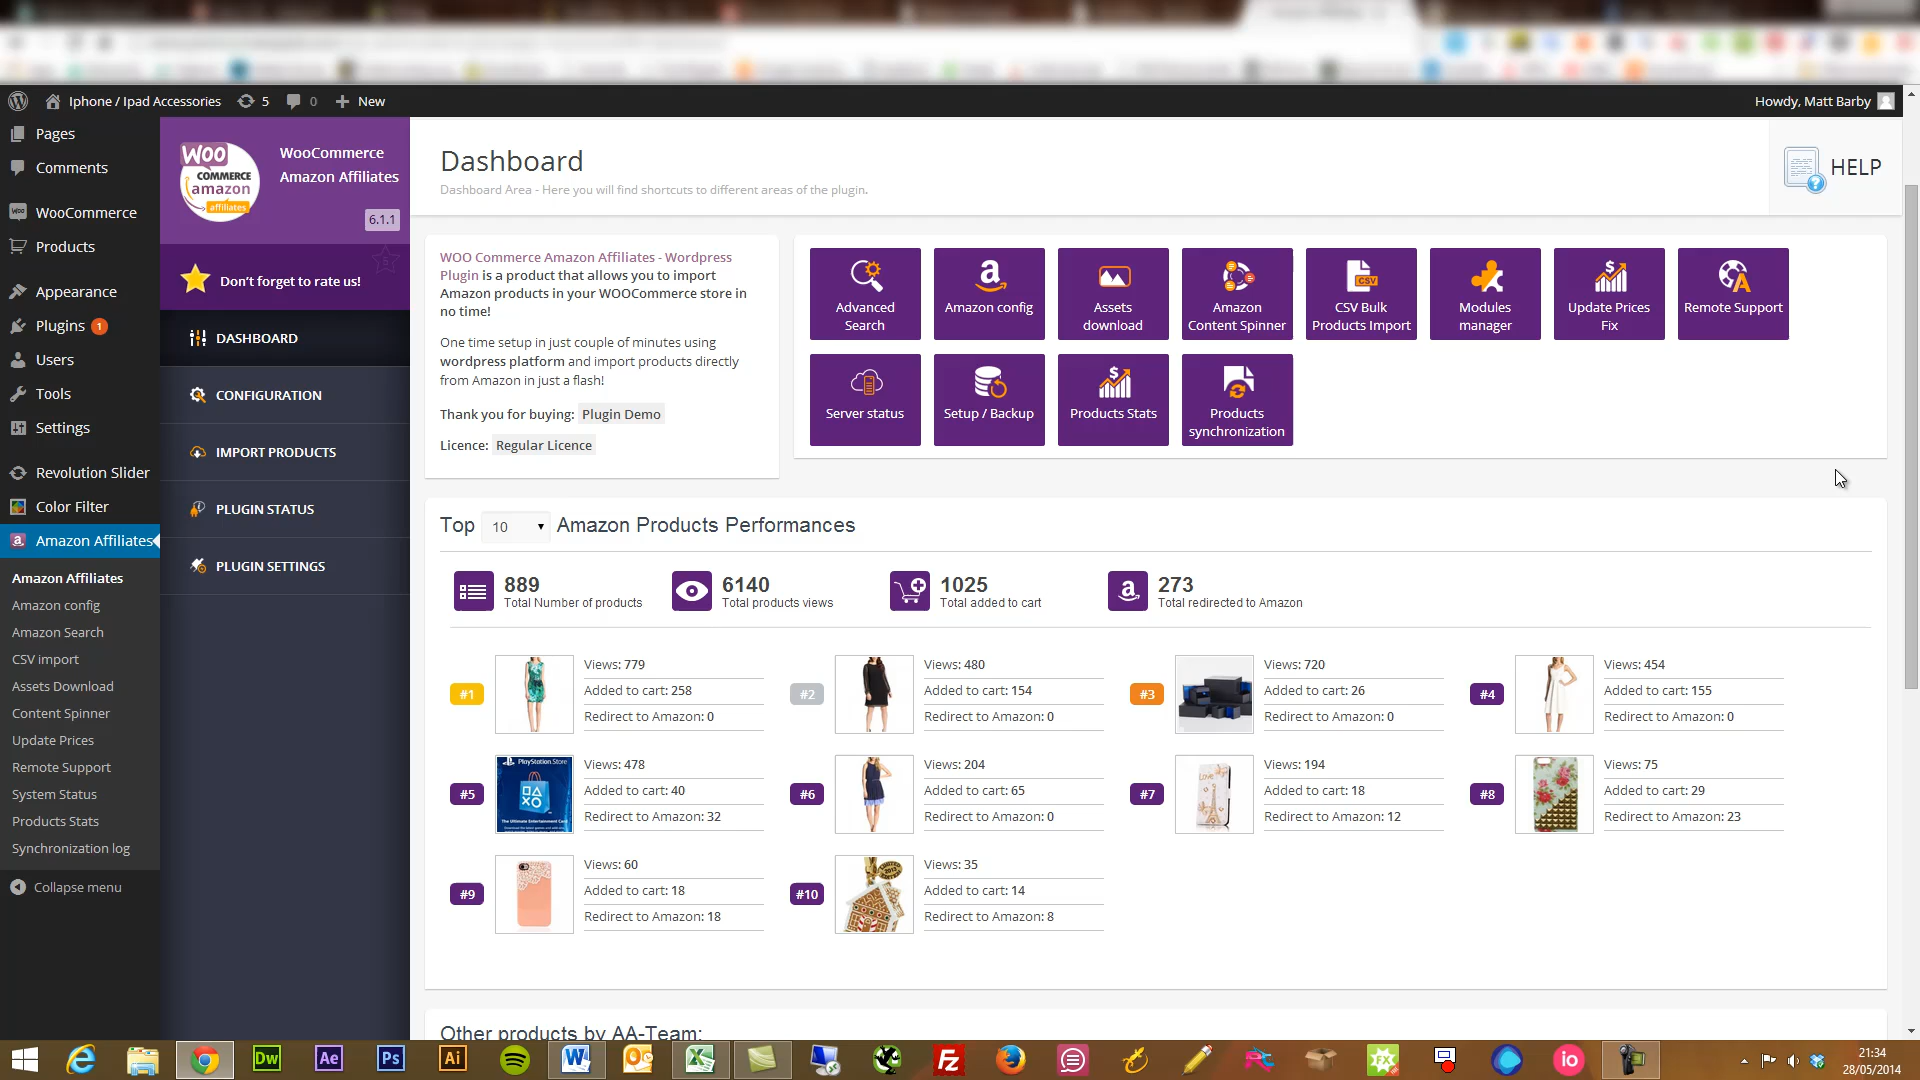 Iphone / Ipad Accessories 5 0 New
Howdy, Matt Barby
Pages
Comments
WooCommerce
Products
Appearance
Plugins 1
Users
Tools
Settings
Revolution Slider
Color Filter
Amazon Affiliates
Amazon Affiliates
Amazon config
Amazon Search
CSV import
Assets Download
Content Spinner
Update Prices
Remote Support
System Status
Products Stats
Synchronization log
Collapse menu
WOO
COMMERCE
amazon
affiliates
WooCommerce
Amazon Affiliates
6.1.1
Don't forget to rate us!
DASHBOARD
CONFIGURATION
IMPORT PRODUCTS
PLUGIN STATUS
PLUGIN SETTINGS
Dashboard
Dashboard Area - Here you will find shortcuts to different areas of the plugin.
HELP
WOO Commerce Amazon Affiliates - Wordpress
Plugin is a product that allows you to import
Amazon products in your WOOCommerce store in
no time!
One time setup in just couple of minutes using
wordpress platform and import products directly
from Amazon in just a flash!
Thank you for buying: Plugin Demo
Licence: Regular Licence
Advanced
Search
Amazon config
Assets
download
Amazon
Content Spinner
CSV
CSV Bulk
Products Import
Modules
manager
Update Prices
Fix
Remote Support
Server status
Setup / Backup
Products Stats
Products
synchronization
Top 10 Amazon Products Performances
889
Total Number of products
6140
Total products views
1025
Total added to cart
273
Total redirected to Amazon
#1
Views: 779
Added to cart: 258
Redirect to Amazon: 0
#2
Views: 480
Added to cart: 154
Redirect to Amazon: 0
#3
Views: 720
Added to cart: 26
Redirect to Amazon: 0
#4
Views: 454
Added to cart: 155
Redirect to Amazon: 0
#5
PlayStation Store
The Ultimate Entertainment Card
Views: 478
Added to cart: 40
Redirect to Amazon: 32
#6
Views: 204
Added to cart: 65
Redirect to Amazon: 0
#7
Views: 194
Added to cart: 18
Redirect to Amazon: 12
#8
Views: 75
Added to cart: 29
Redirect to Amazon: 23
#9
Views: 60
Added to cart: 18
Redirect to Amazon: 18
#10
Views: 35
Added to cart: 14
Redirect to Amazon: 8
Other products by AA-Team:
Dw
Ae
Ps
Ai
io
21:34
28/05/2014